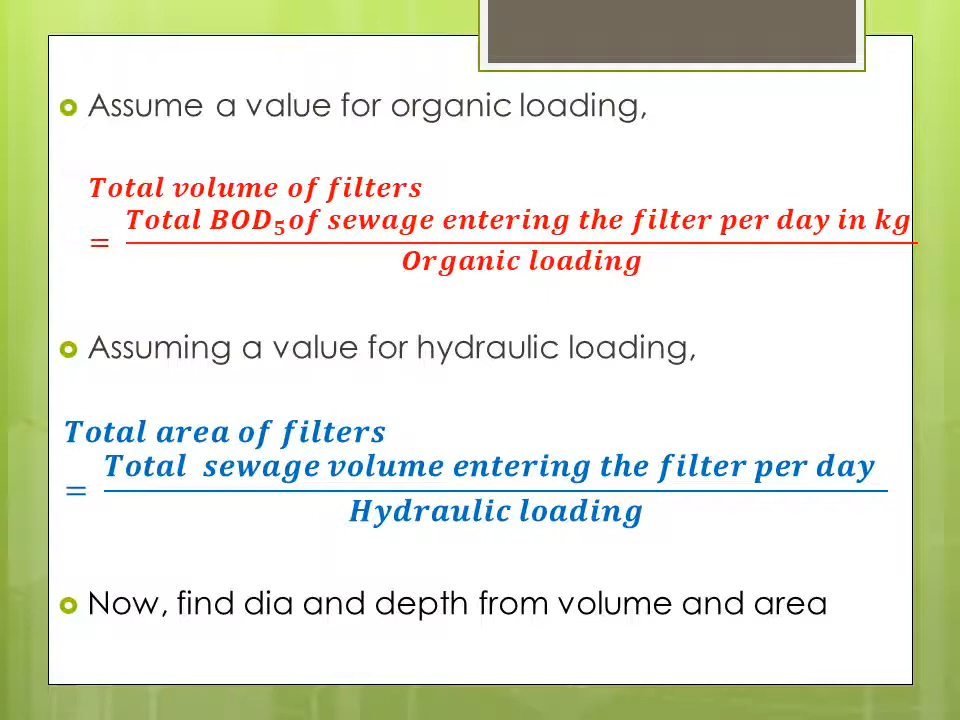 Assume a value for organic loading,
Total volume of filters
= Total BOD₅of sewage entering the filter per day in kg
Organic loading
Assuming a value for hydraulic loading,
Total area of filters
= Total sewage volume entering the filter per day
Hydraulic loading
Now, find dia and depth from volume and area